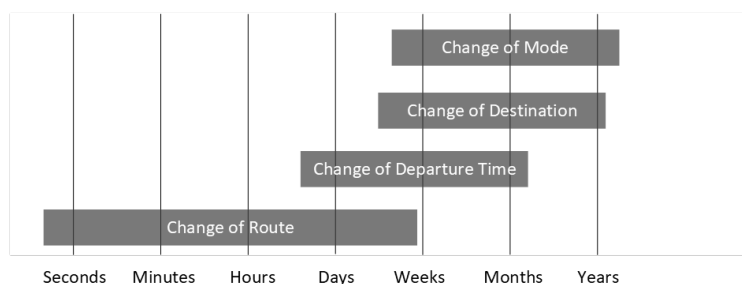 Change of Mode
Change of Destination
Change of Departure Time
Change of Route
Seconds Minutes Hours Days Weeks Months Years